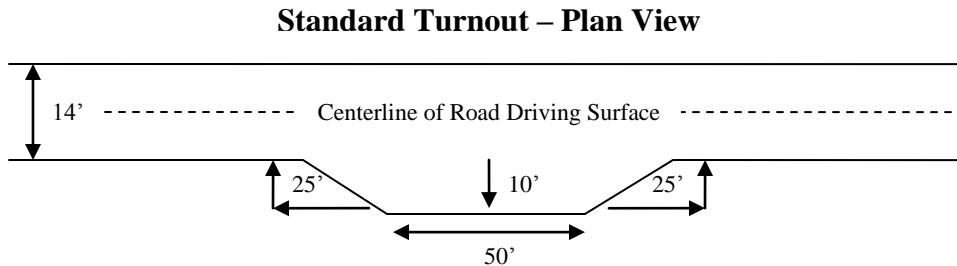 Standard Turnout – Plan View
14’ Centerline of Road Driving Surface
25’ 10’ 25’
50’